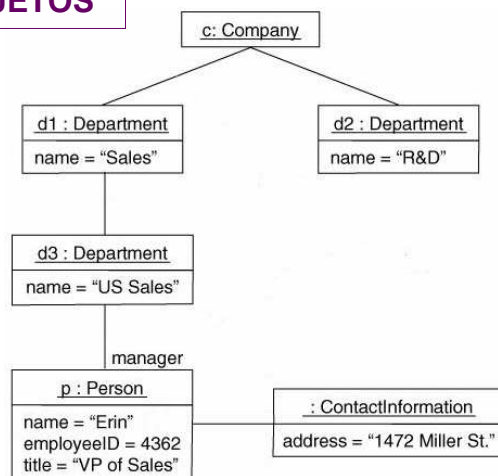 c: Company
d1 : Department
name = “Sales”
d2 : Department
name = “R&D”
d3 : Department
name = “US Sales”
manager
p : Person
name = “Erin”
employeeID = 4362
title = “VP of Sales”
: ContactInformation
address = “1472 Miller St.”